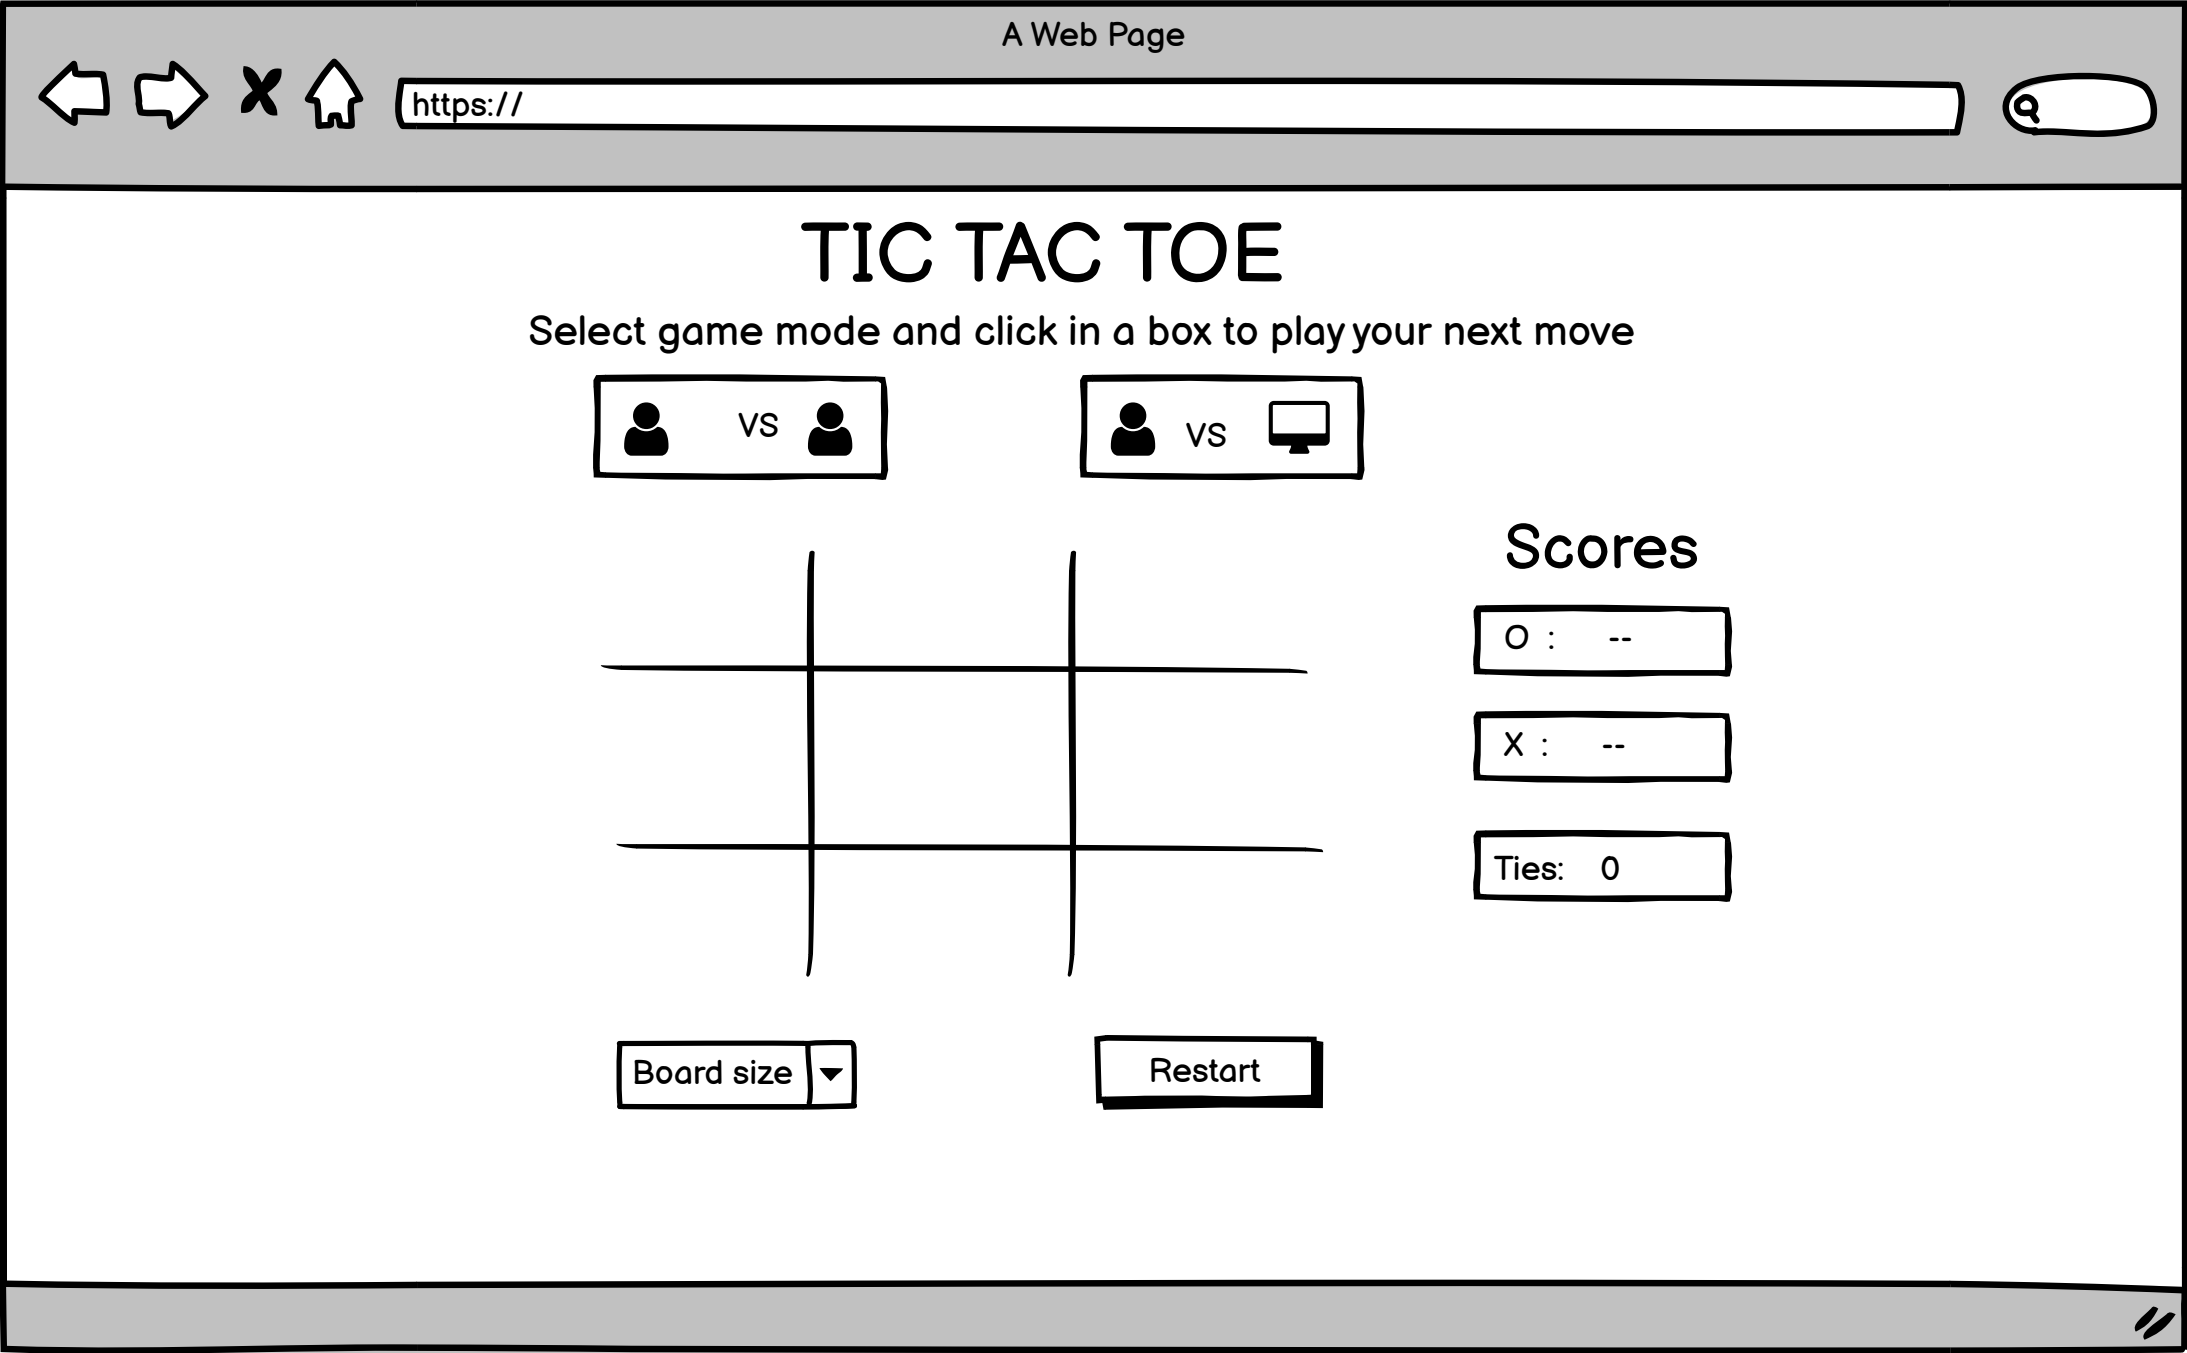 A Web Page
https://
TIC TAC TOE
Select game mode and click in a box to play your next move
VS
VS
Scores
O : --
X : --
Ties: 0
Board size
Restart